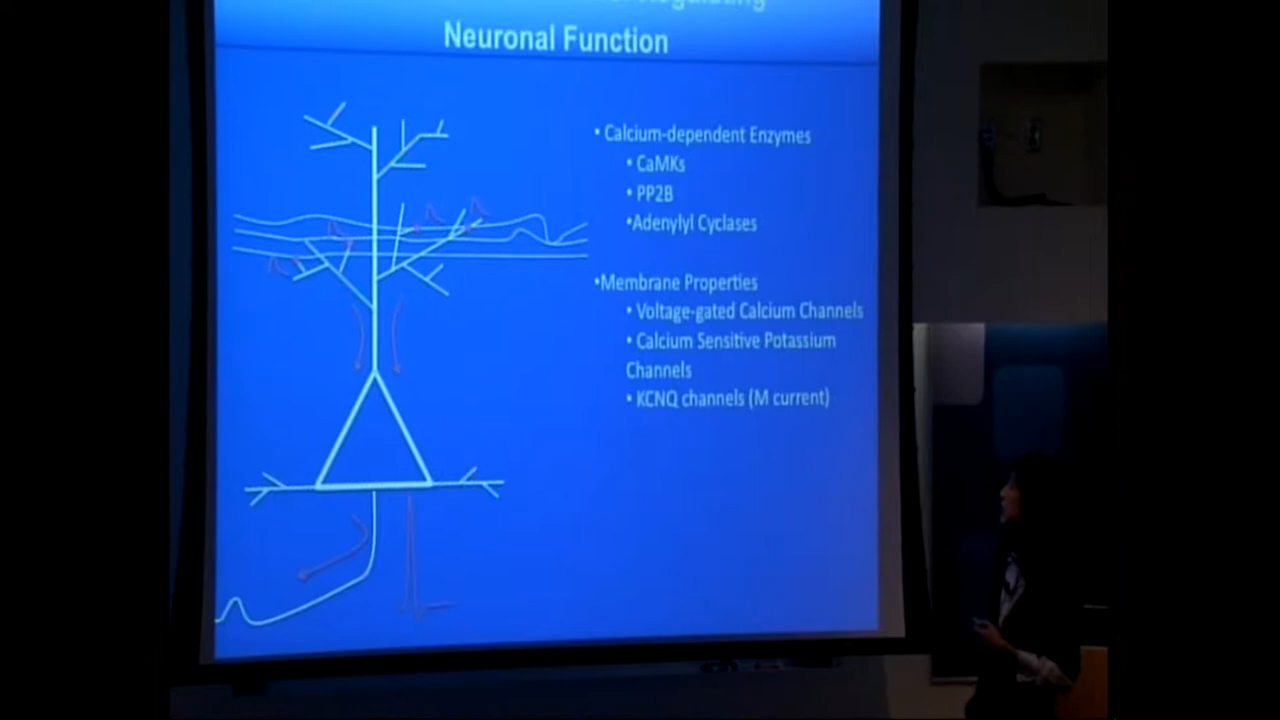 Regulating
Neuronal Function
• Calcium-dependent Enzymes
• CaMKs
• PP2B
•Adenylyl Cyclases
•Membrane Properties
• Voltage-gated Calcium Channels
• Calcium Sensitive Potassium
Channels
• KCNQ channels (M current)